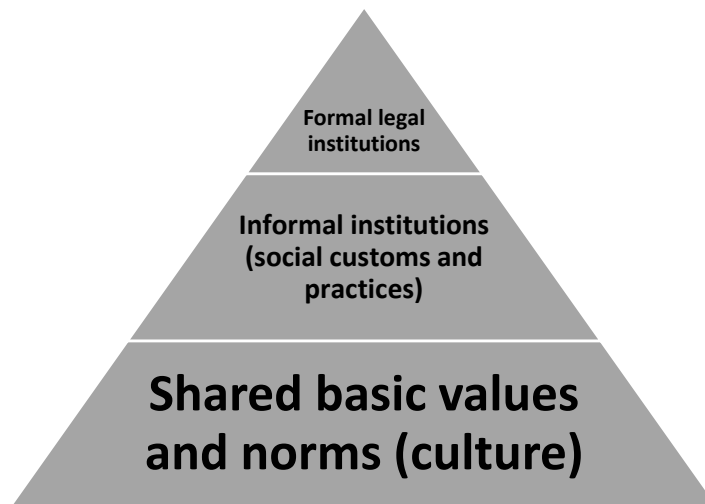 Formal legal
institutions
Informal institutions
(social customs and
practices)
Shared basic values
and norms (culture)